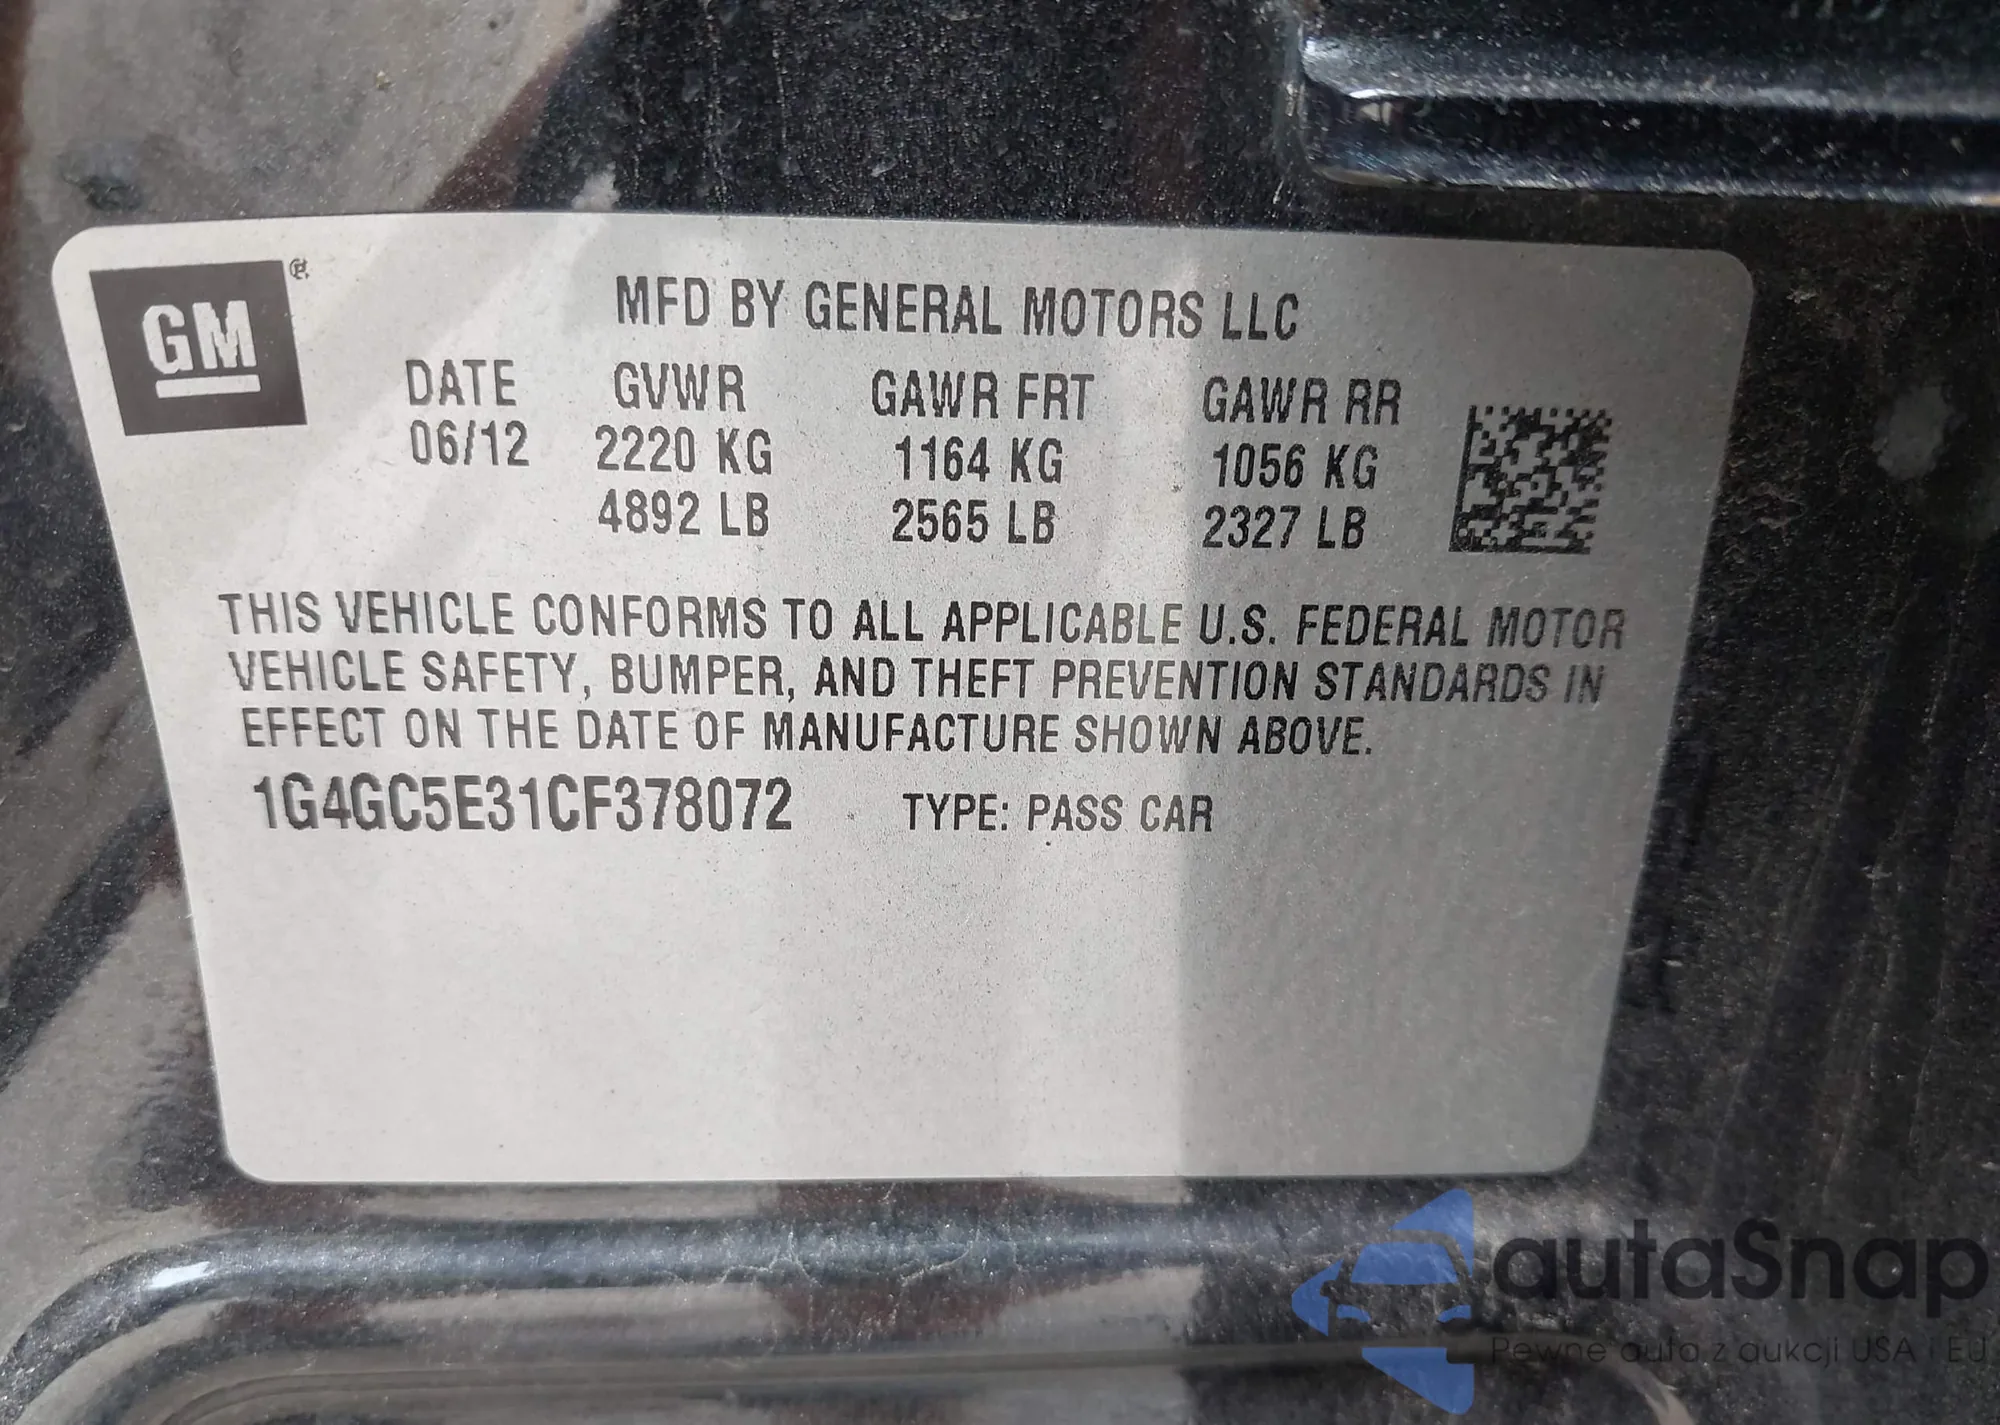 GM ®
MFD BY GENERAL MOTORS LLC
DATE GVWR GAWR FRT GAWR RR
06/12 2220 KG 1164 KG 1056 KG
4892 LB 2565 LB 2327 LB
THIS VEHICLE CONFORMS TO ALL APPLICABLE U.S. FEDERAL MOTOR
VEHICLE SAFETY, BUMPER, AND THEFT PREVENTION STANDARDS IN
EFFECT ON THE DATE OF MANUFACTURE SHOWN ABOVE.
1G4GC5E31CF378072 TYPE: PASS CAR
autaSnap
Pewne auta z aukcji USA i EU